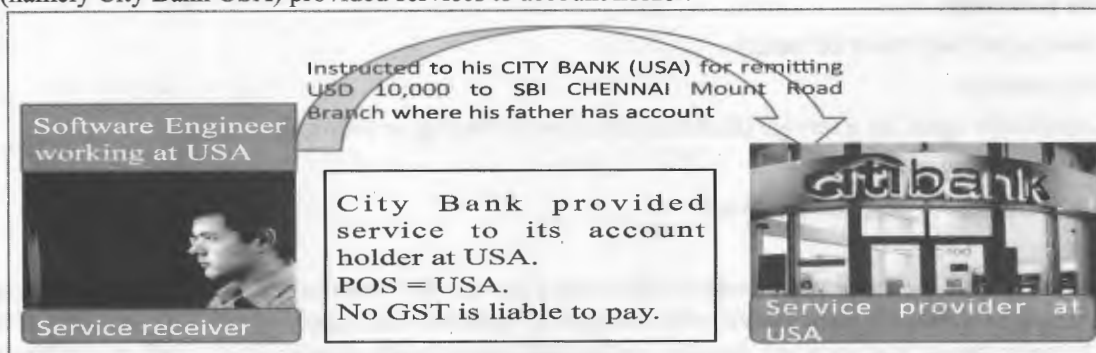 (namely City Bank USA) provided services to account holder.
Instructed to his CITY BANK (USA) for remitting
USD 10,000 to SBI CHENNAI Mount Road
Branch where his father has account
Software Engineer
working at USA
City Bank provided
service to its account
holder at USA.
POS = USA.
No GST is liable to pay.
citibank
Service receiver
Service provider at
USA